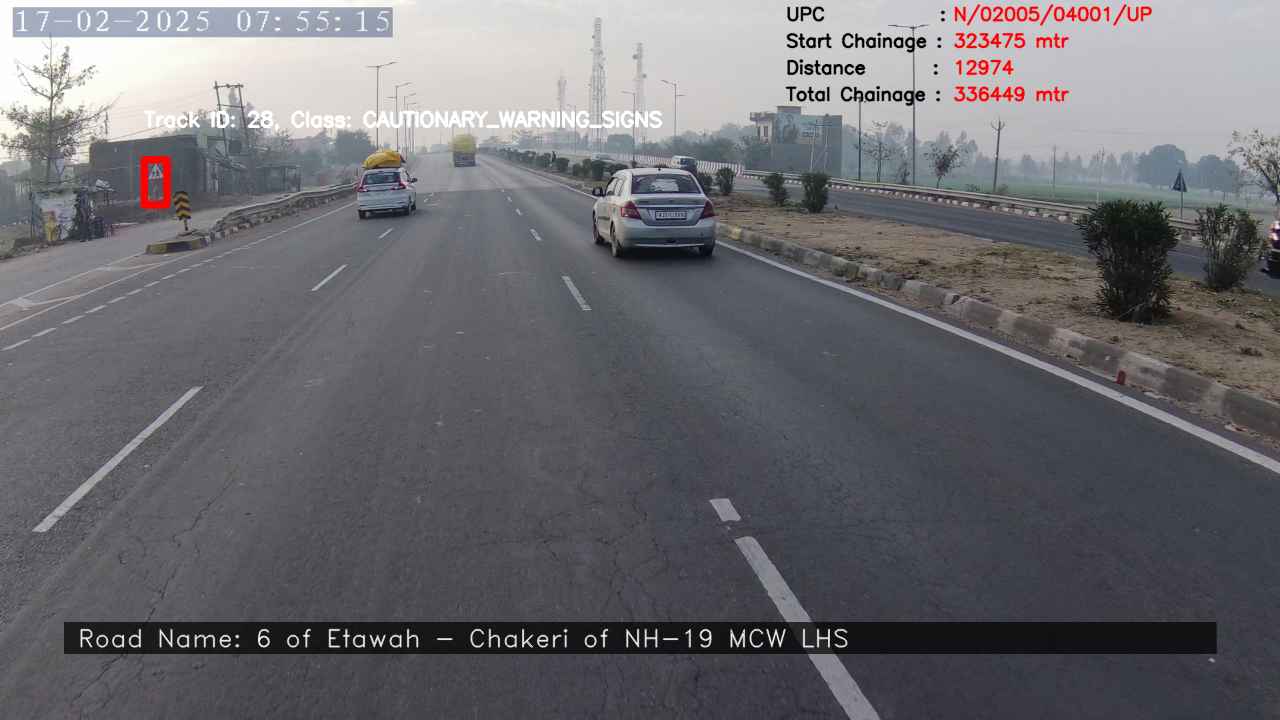 17-02-2025 07:55:15
UPC : N/02005/04001/UP
Start Chainage : 323475 mtr
Distance : 12974
Total Chainage : 336449 mtr
Track ID: 28, Class: CAUTIONARY_WARNING_SIGNS
Road Name: 6 of Etawah - Chakeri of NH-19 MCW LHS